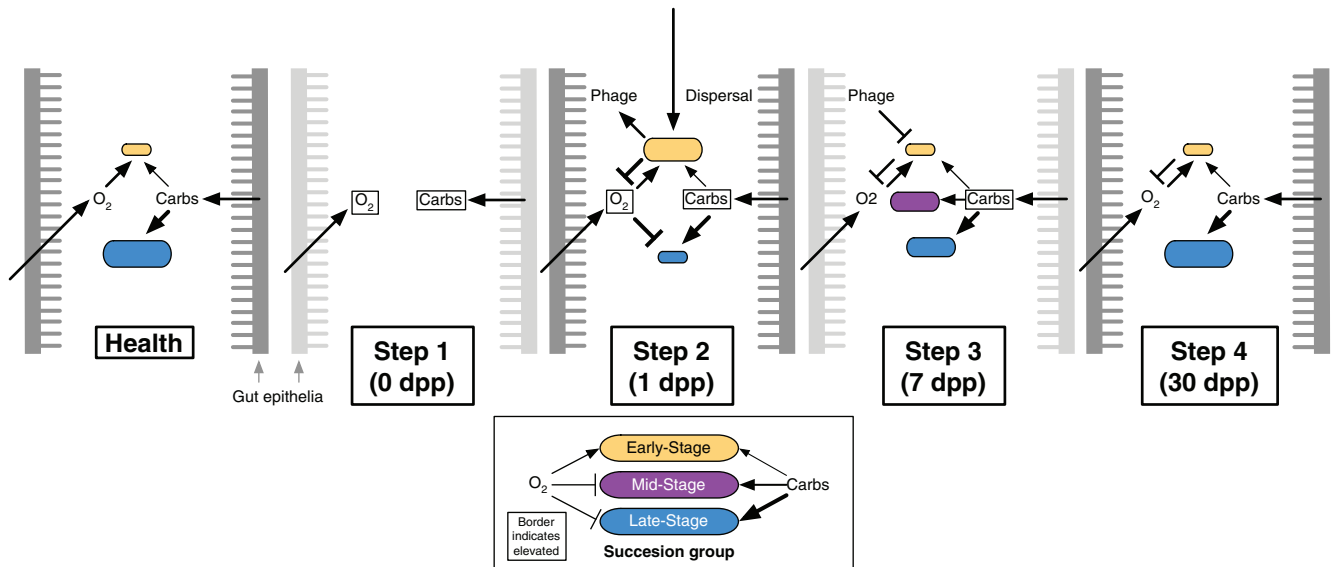 Phage
Dispersal
O₂
Carbs
Health
Gut epithelia
O₂
Carbs
Step 1
(0 dpp)
O₂
Carbs
Step 2
(1 dpp)
Phage
O2
Carbs
Step 3
(7 dpp)
O₂
Carbs
Step 4
(30 dpp)
Early-Stage
O₂
Mid-Stage
Carbs
Late-Stage
Border
indicates
elevated
Succesion group